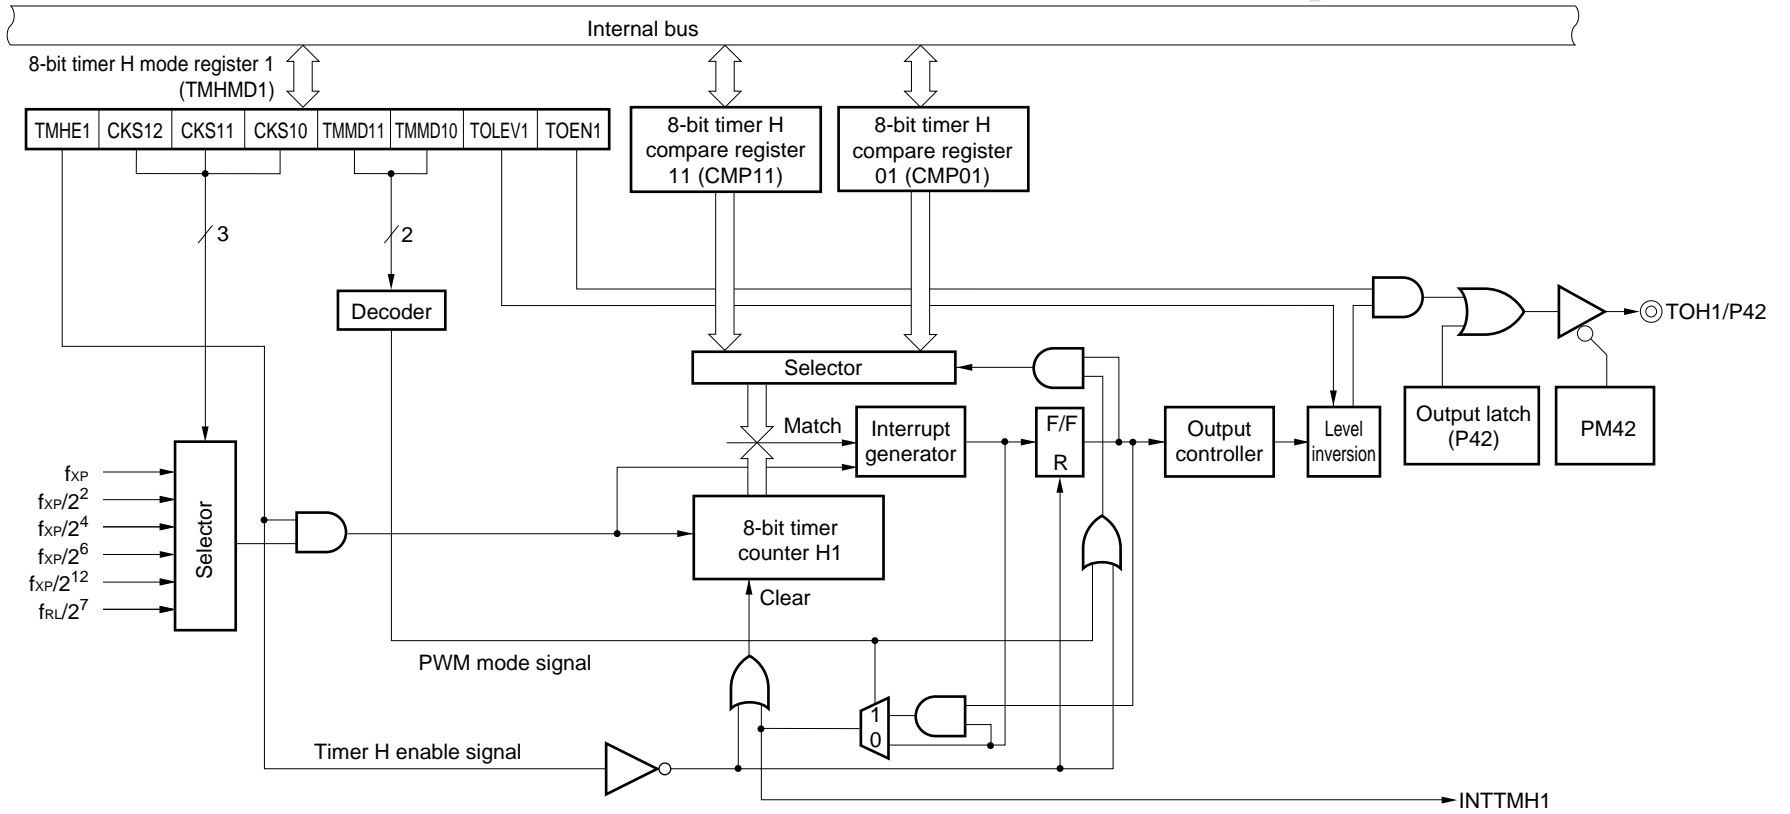 Internal bus
8-bit timer H mode register 1
(TMHMD1)
TMHE1 CKS12 CKS11 CKS10 TMMD11 TMMD10 TOLEV1 TOEN1
8-bit timer H
compare register
11 (CMP11)
8-bit timer H
compare register
01 (CMP01)
3
2
Decoder
Selector
TOH1/P42
Match
Interrupt
generator
F/F
R
Output
controller
Level
inversion
Output latch
(P42)
PM42
fXP
fXP/2^2
fXP/2^4
fXP/2^6
fXP/2^12
fRL/2^7
Selector
8-bit timer
counter H1
Clear
PWM mode signal
1
0
Timer H enable signal
INTTMH1